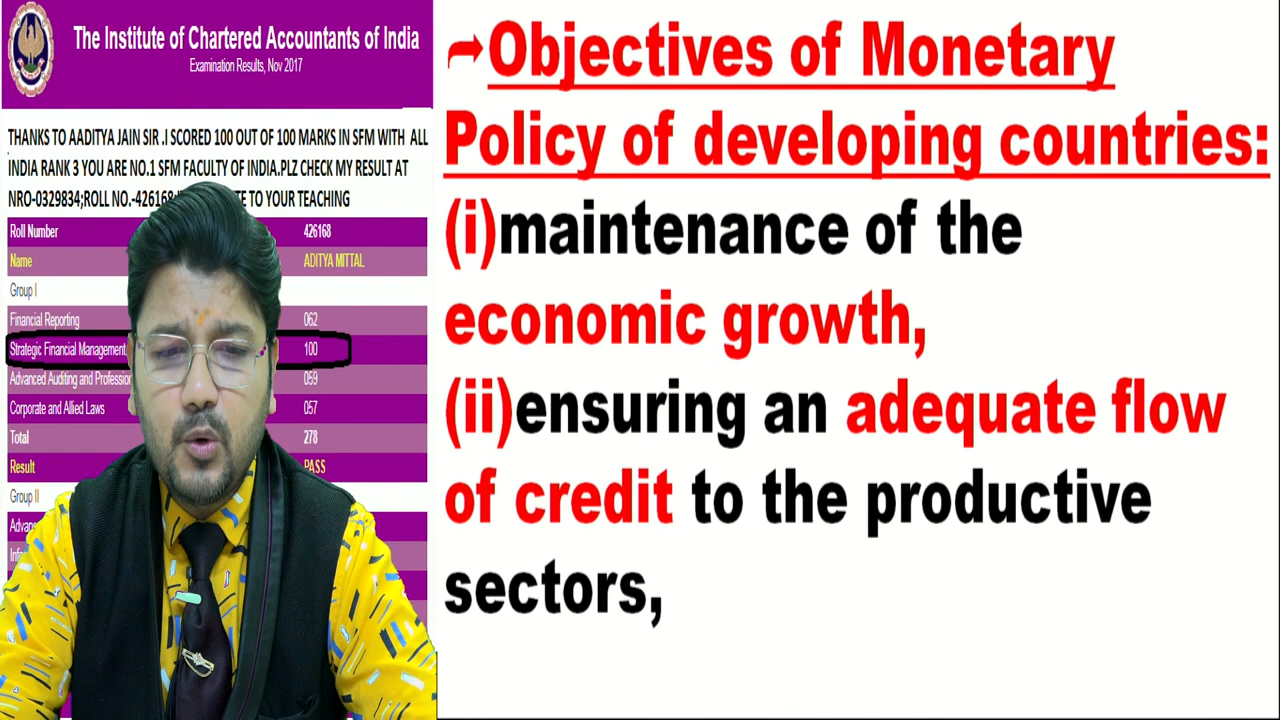 The Institute of Chartered Accountants of India
Examination Results, Nov 2017
THANKS TO AADITYA JAIN SIR .I SCORED 100 OUT OF 100 MARKS IN SFM WITH ALL
INDIA RANK 3 YOU ARE NO.1 SFM FACULTY OF INDIA.PLZ CHECK MY RESULT AT
NRO-0329834;ROLL NO.-426168 TO YOUR TEACHING
Roll Number 426168
Name ADITYA MITTAL
Group I
Financial Reporting 062
Strategic Financial Management 100
Advanced Auditing and 059
Corporate and Allied Laws 057
Total 278
Result PASS
Group II
➦Objectives of Monetary
Policy of developing countries:
(i)maintenance of the
economic growth,
(ii)ensuring an adequate flow
of credit to the productive
sectors,